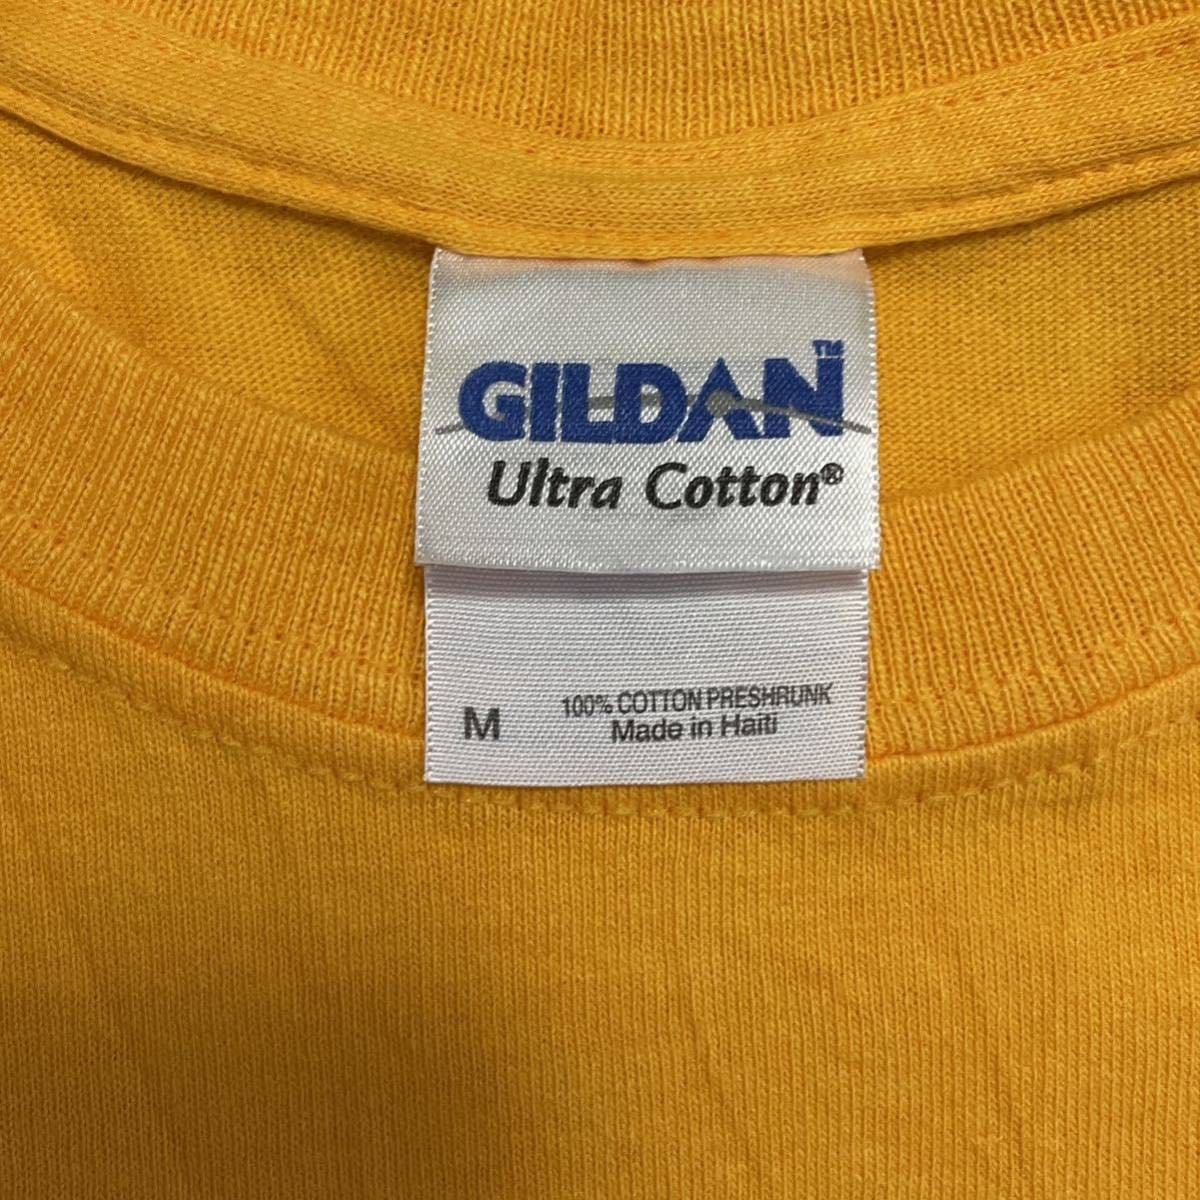 GILDAN™
Ultra Cotton®
M
100% COTTON PRESHRUNK
Made in Haiti